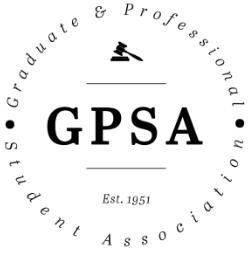 Graduate & Professional
GPSA
Est. 1951
Student Association